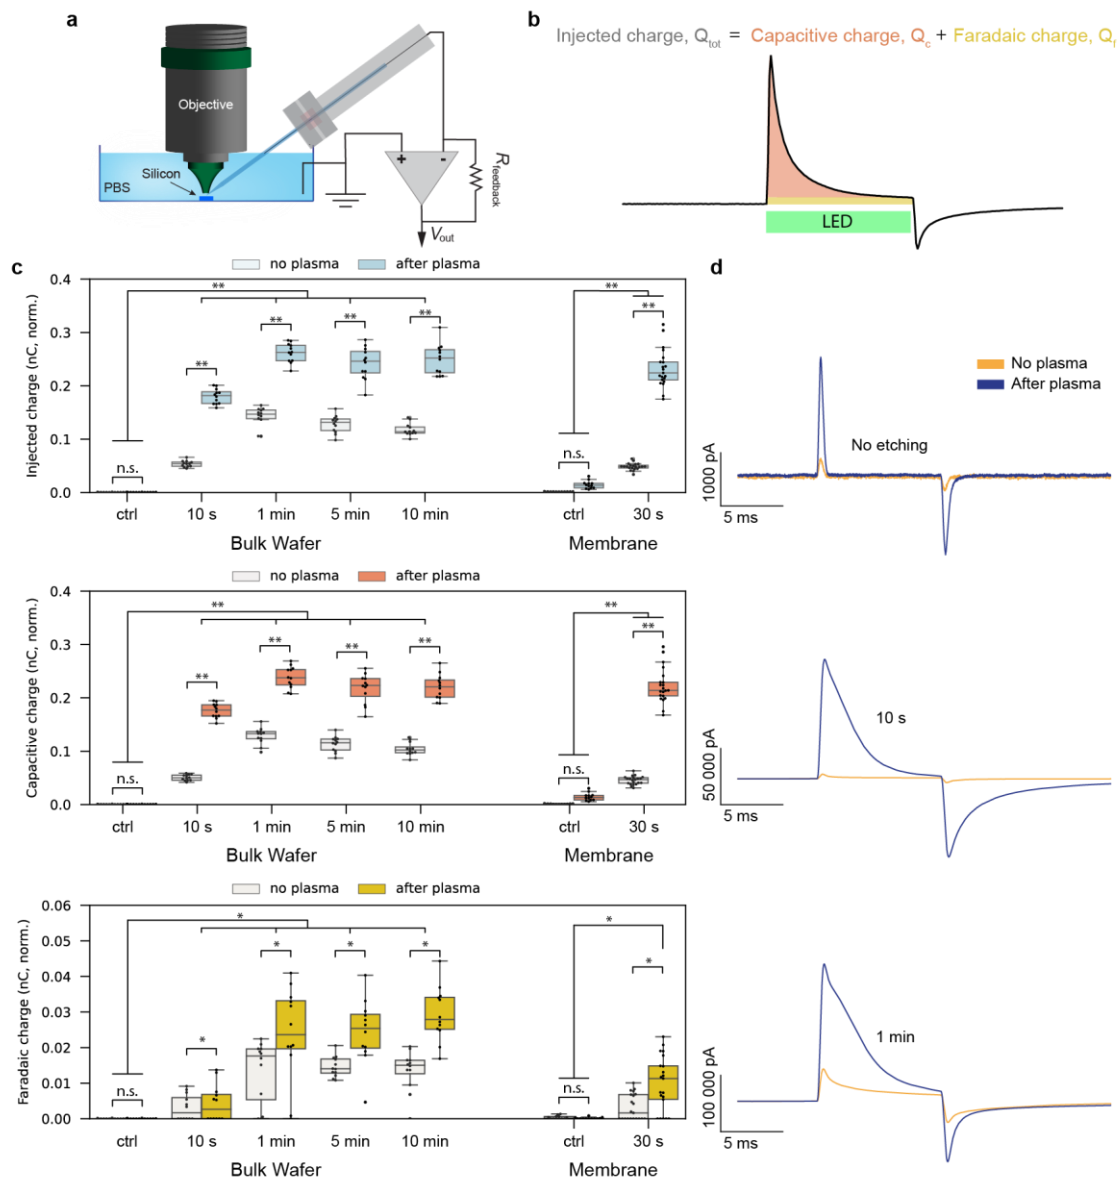 a
Objective
Silicon
PBS
+
-
R_feedback
V_out
b
Injected charge, Q_tot = Capacitive charge, Q_c + Faradaic charge, Q_f
LED
c
no plasma after plasma
Injected charge (nC, norm.)
0.4
0.3
0.2
0.1
0.0
**
**
**
**
**
n.s.
**
**
n.s.
ctrl 10 s 1 min 5 min 10 min ctrl 30 s
Bulk Wafer Membrane
no plasma after plasma
Capacitive charge (nC, norm.)
0.4
0.3
0.2
0.1
0.0
**
**
**
**
**
n.s.
**
**
n.s.
ctrl 10 s 1 min 5 min 10 min ctrl 30 s
Bulk Wafer Membrane
no plasma after plasma
Faradaic charge (nC, norm.)
0.06
0.05
0.04
0.03
0.02
0.01
0.00
*
*
*
*
*
n.s.
*
*
n.s.
ctrl 10 s 1 min 5 min 10 min ctrl 30 s
Bulk Wafer Membrane
d
No plasma
After plasma
No etching
1000 pA
5 ms
10 s
50 000 pA
5 ms
1 min
100 000 pA
5 ms